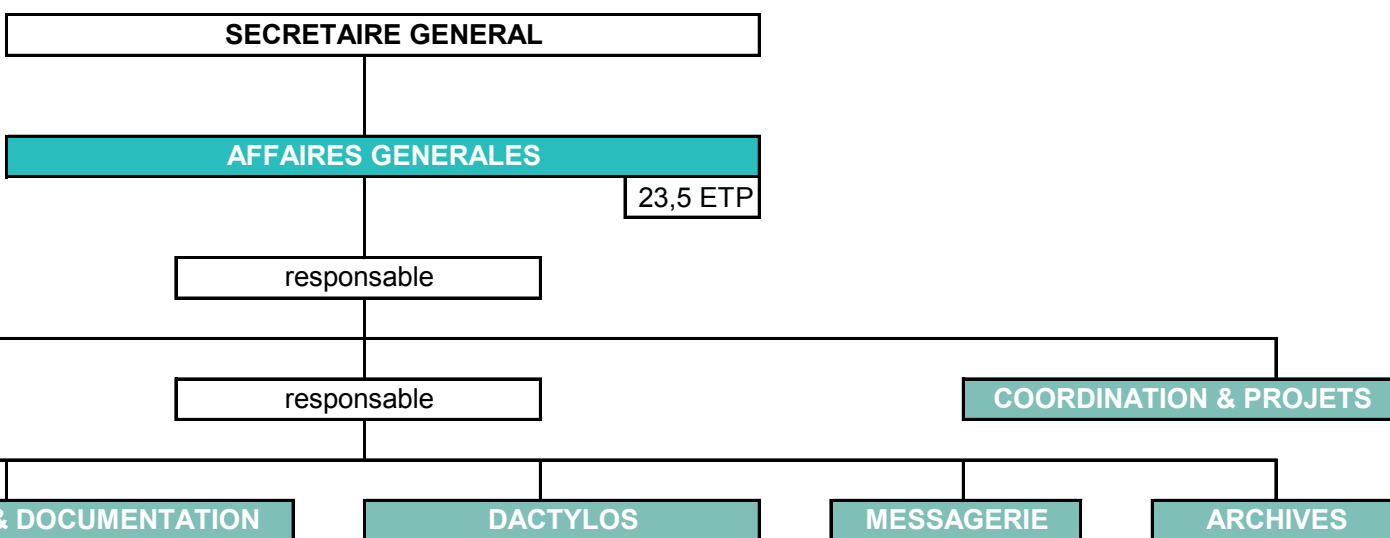 SECRETAIRE GENERAL
AFFAIRES GENERALES
23,5 ETP
responsable
responsable
COORDINATION & PROJETS
& DOCUMENTATION
DACTYLOS
MESSAGERIE
ARCHIVES